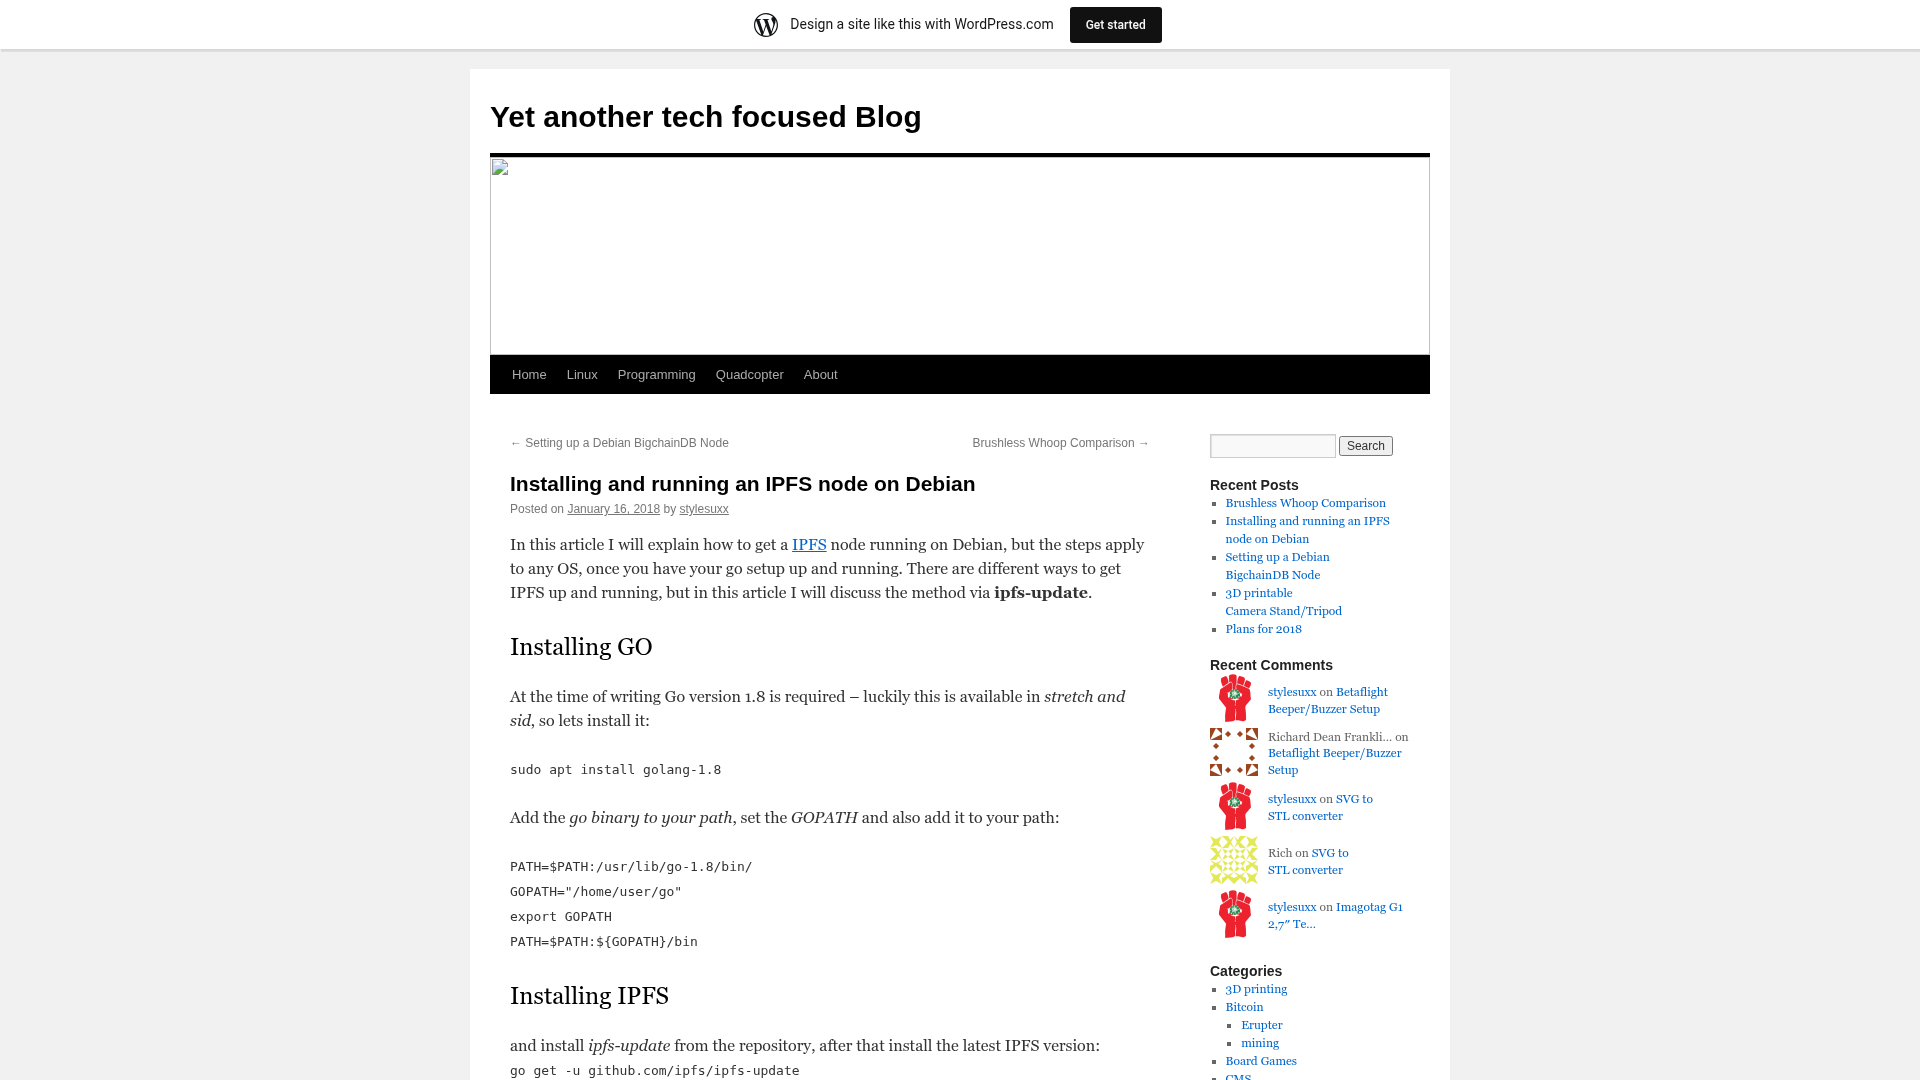 Design a site like this with WordPress.com
Get started
Yet another tech focused Blog
Home Linux Programming Quadcopter About
← Setting up a Debian BigchainDB Node
Brushless Whoop Comparison →
Installing and running an IPFS node on Debian
Posted on January 16, 2018 by stylesuxx
In this article I will explain how to get a IPFS node running on Debian, but the steps apply
to any OS, once you have your go setup up and running. There are different ways to get
IPFS up and running, but in this article I will discuss the method via ipfs-update.
Installing GO
At the time of writing Go version 1.8 is required – luckily this is available in stretch and
sid, so lets install it:
sudo apt install golang-1.8
Add the go binary to your path, set the GOPATH and also add it to your path:
PATH=$PATH:/usr/lib/go-1.8/bin/
GOPATH="/home/user/go"
export GOPATH
PATH=$PATH:${GOPATH}/bin
Installing IPFS
and install ipfs-update from the repository, after that install the latest IPFS version:
go get -u github.com/ipfs/ipfs-update
Search
Recent Posts
Brushless Whoop Comparison
Installing and running an IPFS
node on Debian
Setting up a Debian
BigchainDB Node
3D printable
Camera Stand/Tripod
Plans for 2018
Recent Comments
stylesuxx on Betaflight
Beeper/Buzzer Setup
Richard Dean Frankli… on
Betaflight Beeper/Buzzer
Setup
stylesuxx on SVG to
STL converter
Rich on SVG to
STL converter
stylesuxx on Imagotag G1
2,7″ Te…
Categories
3D printing
Bitcoin
Erupter
mining
Board Games
CMS